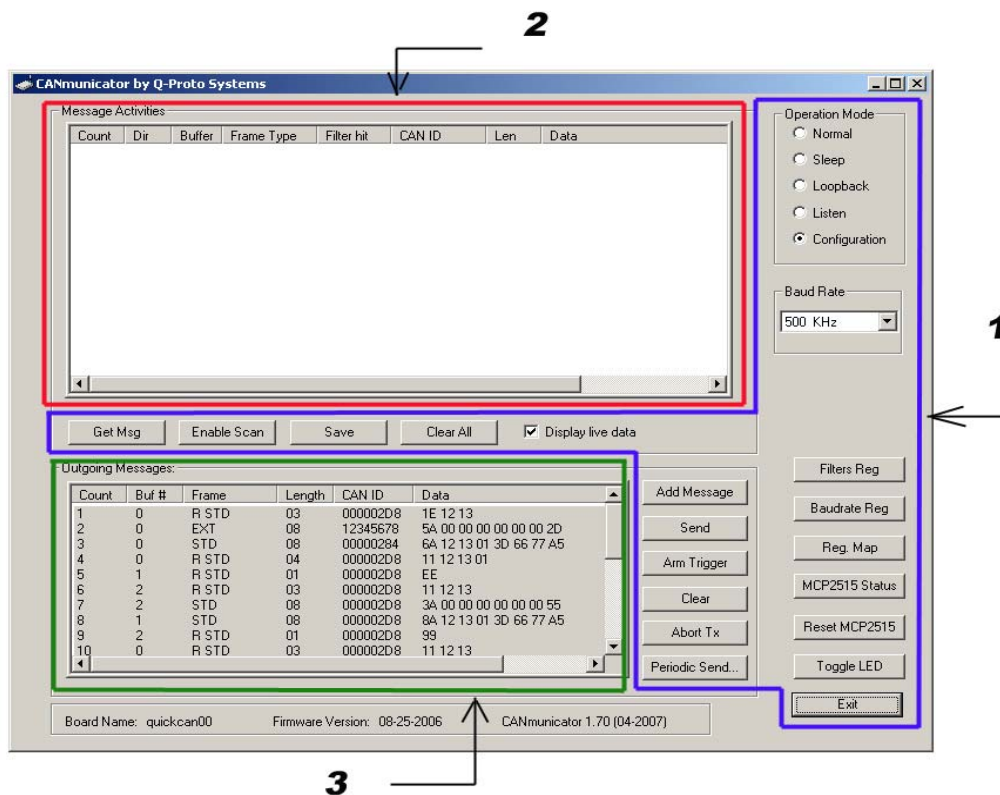 2
CANmunicator by Q-Proto Systems
Message Activities
Count Dir Buffer Frame Type Filter hit CAN ID Len Data
Operation Mode
Normal
Sleep
Loopback
Listen
Configuration
Baud Rate
500 KHz
1
Get Msg Enable Scan Save Clear All Display live data
Outgoing Messages:
Count Buf # Frame Length CAN ID Data
1 0 R STD 03 000002D8 1E 12 13
2 0 EXT 08 12345678 5A 00 00 00 00 00 00 2D
3 0 STD 08 00000284 6A 12 13 01 3D 66 77 A5
4 0 R STD 04 000002D8 11 12 13 01
5 1 R STD 01 000002D8 EE
6 2 R STD 03 000002D8 11 12 13
7 2 STD 08 000002D8 3A 00 00 00 00 00 00 55
8 1 STD 08 000002D8 8A 12 13 01 3D 66 77 A5
9 2 R STD 01 000002D8 99
10 0 R STD 03 000002D8 11 12 13
Add Message
Send
Arm Trigger
Clear
Abort Tx
Periodic Send...
Filters Reg
Baudrate Reg
Reg. Map
MCP2515 Status
Reset MCP2515
Toggle LED
Exit
Board Name: quickcan00 Firmware Version: 08-25-2006 CANmunicator 1.70 (04-2007)
3